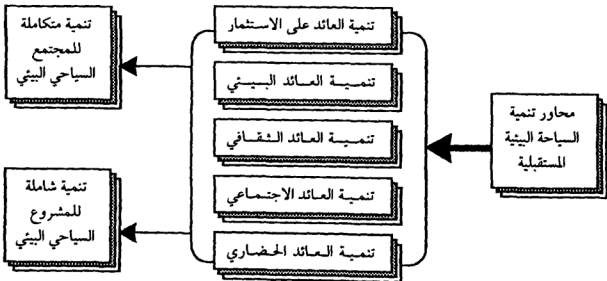 محاور تنمية
السياحة البيئية
المستقبلية
تنمية العائد على الاستثمار
تنمية العائد البيئي
تنمية العائد الثقافي
تنمية العائد الاجتماعي
تنمية العائد الحضاري
تنمية متكاملة
للمجتمع
السياحي البيئي
تنمية شاملة
للمشروع
السياحي البيئي